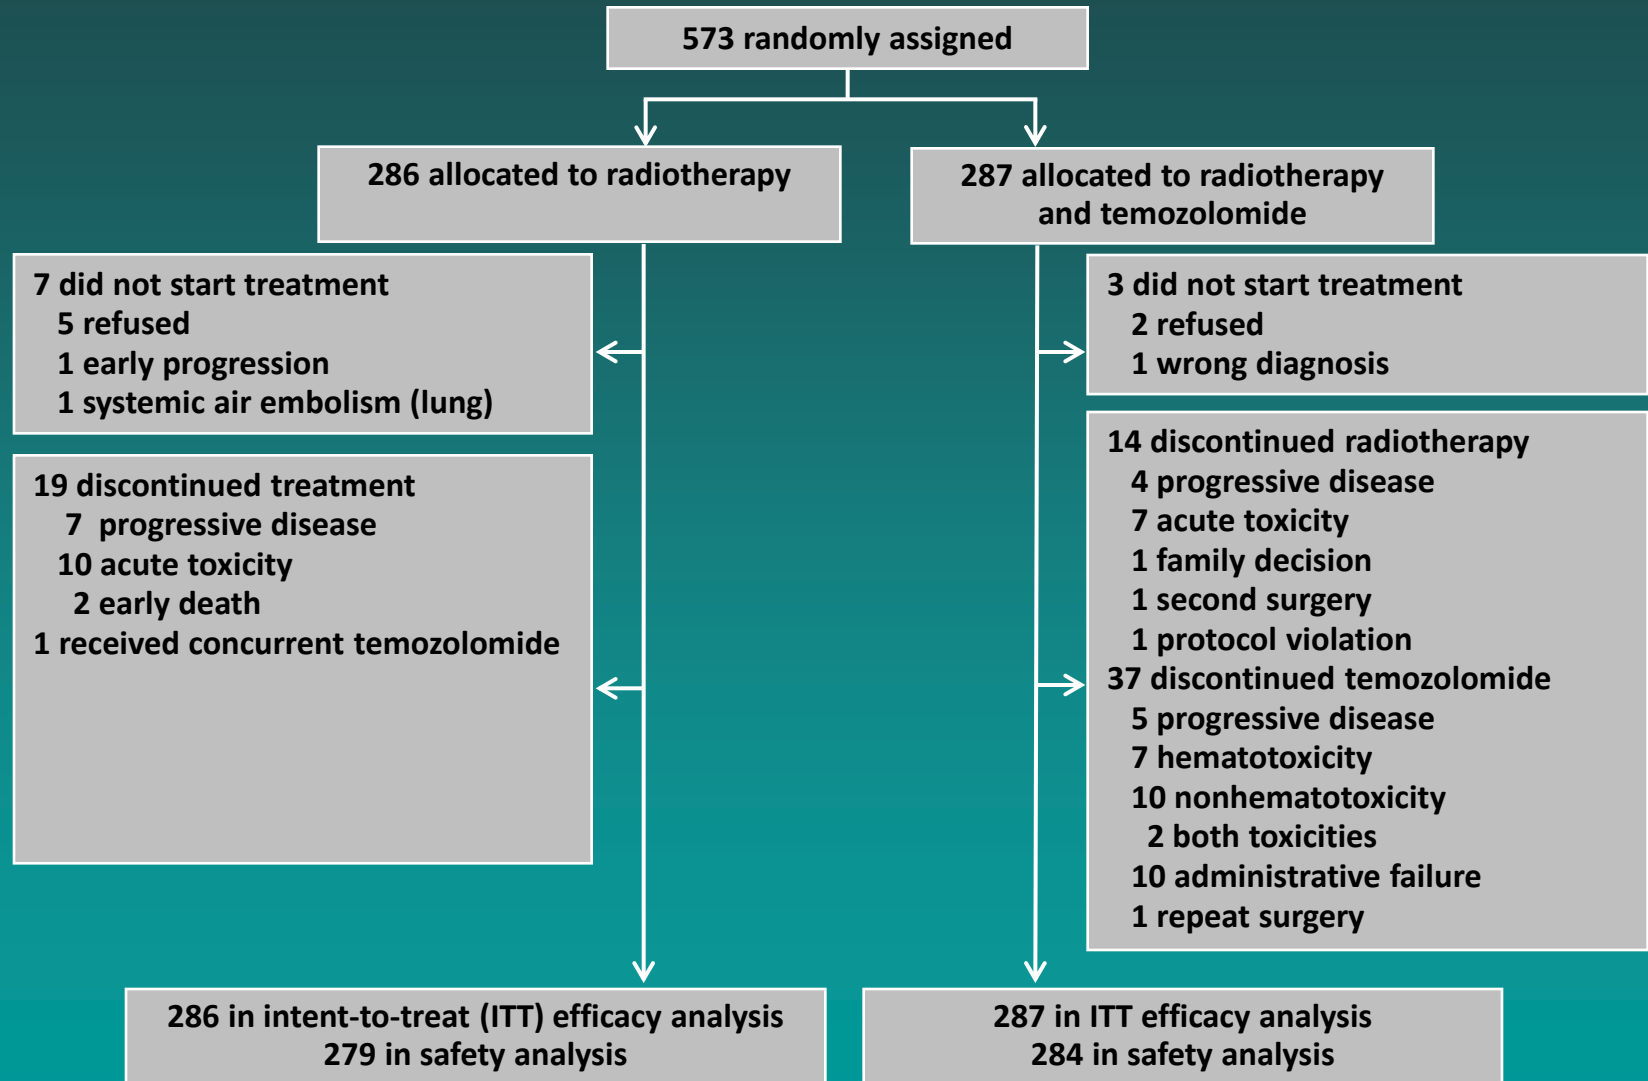 573 randomly assigned
286 allocated to radiotherapy
287 allocated to radiotherapy
and temozolomide
7 did not start treatment
5 refused
1 early progression
1 systemic air embolism (lung)
3 did not start treatment
2 refused
1 wrong diagnosis
19 discontinued treatment
7 progressive disease
10 acute toxicity
2 early death
1 received concurrent temozolomide
14 discontinued radiotherapy
4 progressive disease
7 acute toxicity
1 family decision
1 second surgery
1 protocol violation
37 discontinued temozolomide
5 progressive disease
7 hematotoxicity
10 nonhematotoxicity
2 both toxicities
10 administrative failure
1 repeat surgery
286 in intent-to-treat (ITT) efficacy analysis
279 in safety analysis
287 in ITT efficacy analysis
284 in safety analysis